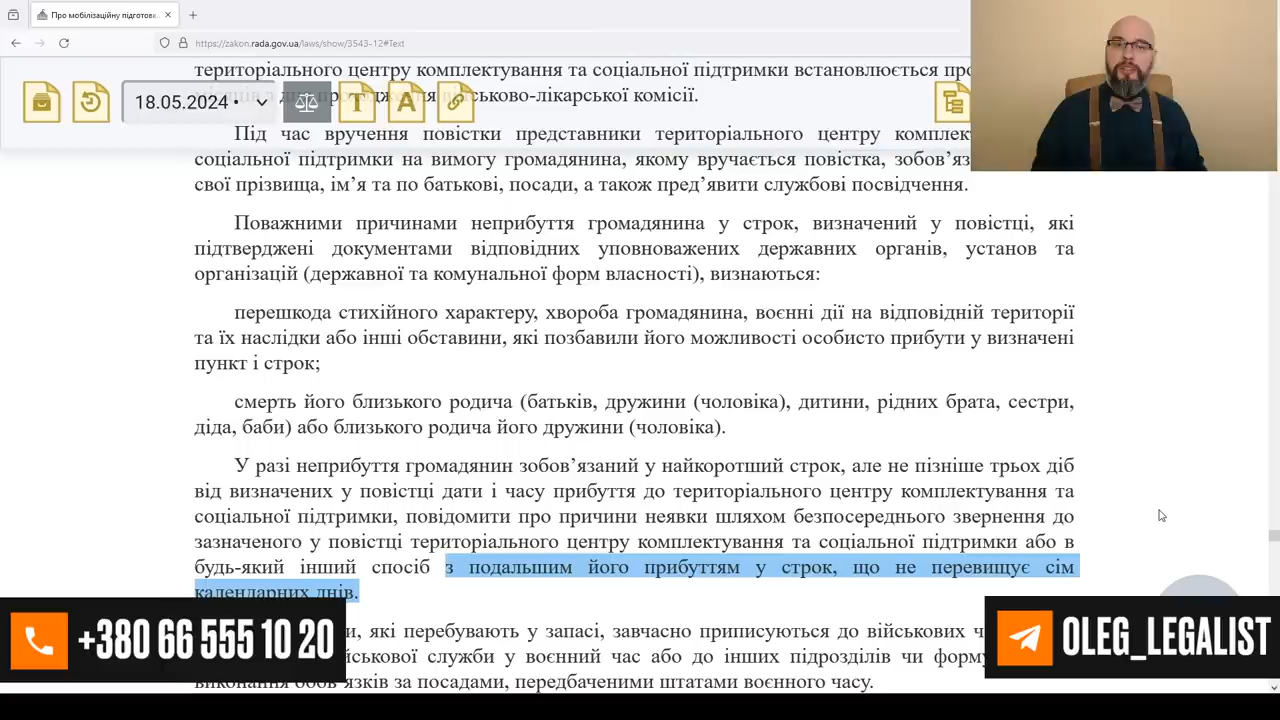 Про мобілізаційну підготовк
https://zakon.rada.gov.ua/laws/show/3543-12#Text
територіального центру комплектування та соціальної підтримки встановлюється
18.05.2024
військово-лікарської комісії.
Під час вручення повістки представники територіального центру
соціальної підтримки на вимогу громадянина, якому вручається повістка,
свої прізвища, ім’я та по батькові, посади, а також пред’явити службові посвідчення.
Поважними причинами неприбуття громадянина у строк, визначений у повістці, які
підтверджені документами відповідних уповноважених державних органів, установ та
організацій (державної та комунальної форм власності), визнаються:
перешкода стихійного характеру, хвороба громадянина, воєнні дії на відповідній території
та їх наслідки або інші обставини, які позбавили його можливості особисто прибути у визначені
пункт і строк;
смерть його близького родича (батьків, дружини (чоловіка), дитини, рідних брата, сестри,
діда, баби) або близького родича його дружини (чоловіка).
У разі неприбуття громадянин зобов’язаний у найкоротший строк, але не пізніше трьох діб
від визначених у повістці дати і часу прибуття до територіального центру комплектування та
соціальної підтримки, повідомити про причини неявки шляхом безпосереднього звернення до
зазначеного у повістці територіального центру комплектування та соціальної підтримки або в
будь-який інший спосіб з подальшим його прибуттям у строк, що не перевищує сім
календарних днів.
+380 66 555 10 20
OLEG_LEGALIST
які перебувають у запасі, завчасно приписуються до військових
служби у воєнний час або до інших підрозділів чи
за посадами, передбаченими штатами воєнного часу.